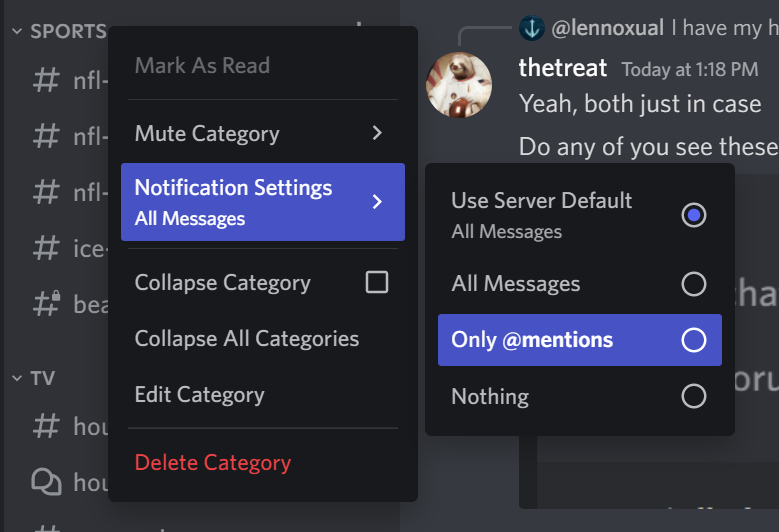 SPORTS
nfl-
nfl-
nfl-
ice-
bea
TV
hou
hou
Mark As Read
Mute Category
Notification Settings
All Messages
Collapse Category
Collapse All Categories
Edit Category
Delete Category
@lennoxual I have my h
thetreat Today at 1:18 PM
Yeah, both just in case
Do any of you see these
Use Server Default
All Messages
All Messages
Only @mentions
Nothing